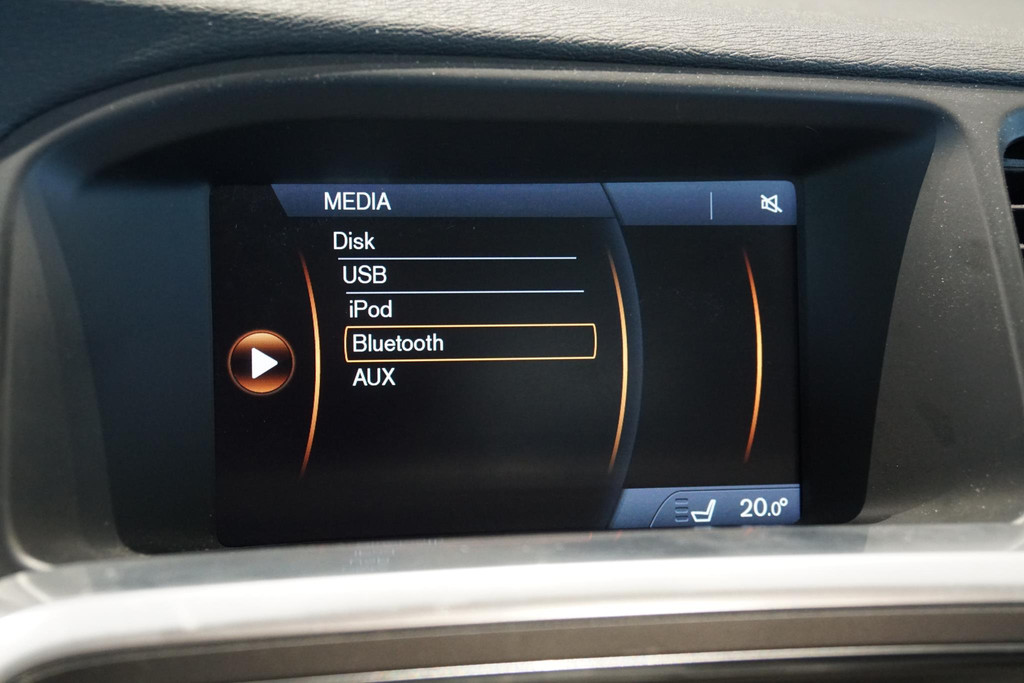 MEDIA
Disk
USB
iPod
Bluetooth
AUX
20.0°